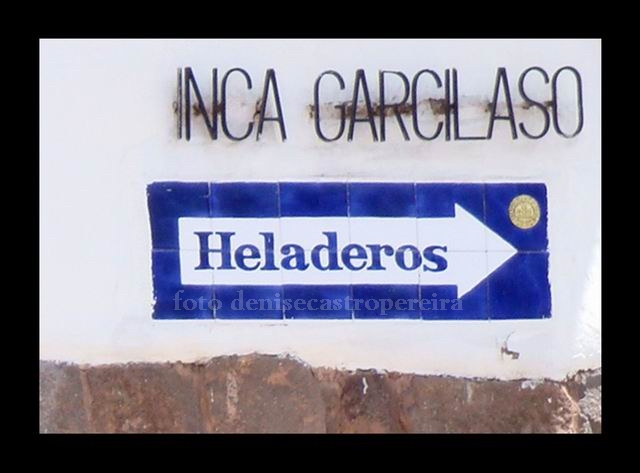 INCA GARCILASO
Heladeros
foto denisecastropereira